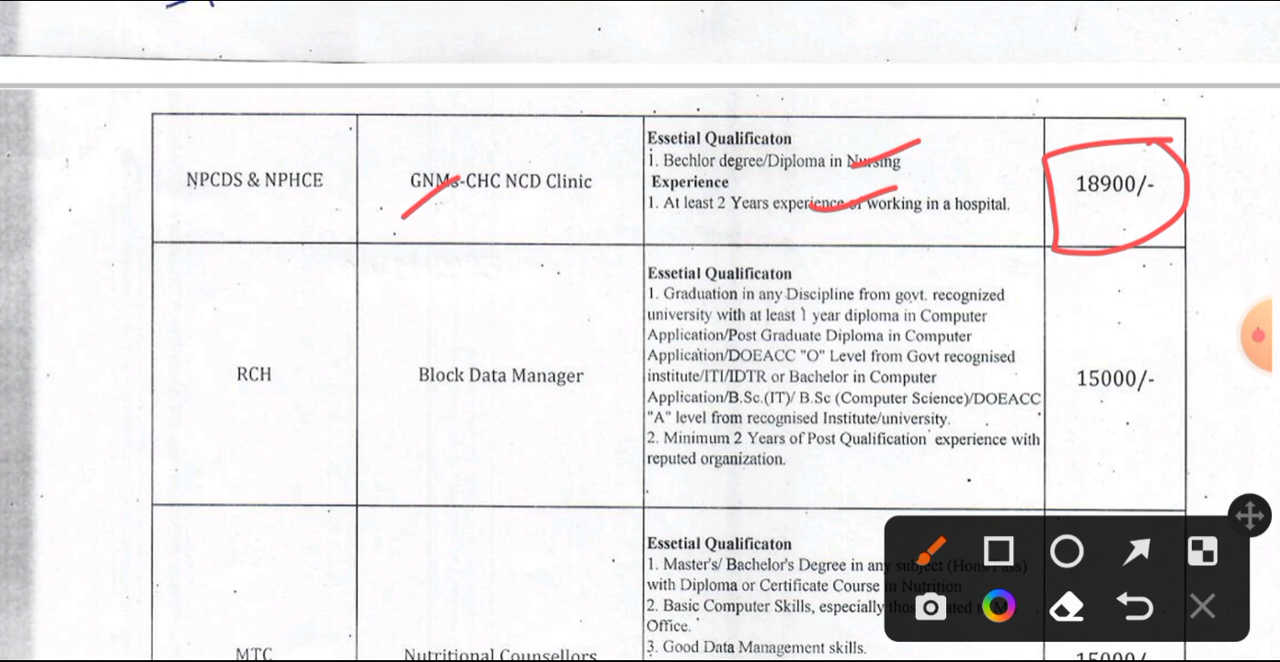 NPCDS & NPHCE
GNMs-CHC NCD Clinic
Essetial Qualificaton
1. Bechlor degree/Diploma in Nursing
Experience
1. At least 2 Years experience of working in a hospital.
18900/-
RCH
Block Data Manager
Essetial Qualificaton
1. Graduation in any Discipline from govt. recognized
university with at least 1 year diploma in Computer
Application/Post Graduate Diploma in Computer
Application/DOEACC "O" Level from Govt recognised
institute/ITI/IDTR or Bachelor in Computer
Application/B.Sc.(IT)/ B.Sc (Computer Science)/DOEACC
"A" level from recognised Institute/university.
2. Minimum 2 Years of Post Qualification experience with
reputed organization.
15000/-
MTC
Nutritional Counsellors
Essetial Qualificaton
1. Master's/ Bachelor's Degree in any subject (Hons/Pass)
with Diploma or Certificate Course in Nutrition
2. Basic Computer Skills, especially
Office.
3. Good Data Management skills.
15000/-